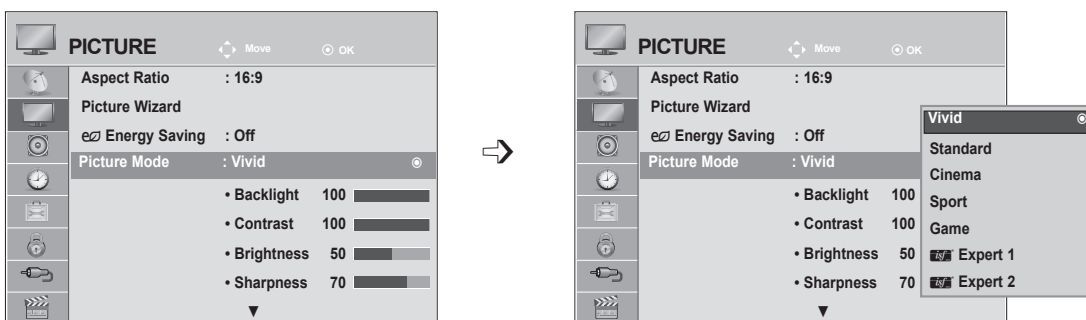 PICTURE Move OK
Aspect Ratio : 16:9
Picture Wizard
Energy Saving : Off
Picture Mode : Vivid
• Backlight 100
• Contrast 100
• Brightness 50
• Sharpness 70
PICTURE Move OK
Aspect Ratio : 16:9
Picture Wizard
Energy Saving : Off
Picture Mode : Vivid
• Backlight 100
• Contrast 100
• Brightness 50
• Sharpness 70
Vivid
Standard
Cinema
Sport
Game
isf Expert 1
isf Expert 2